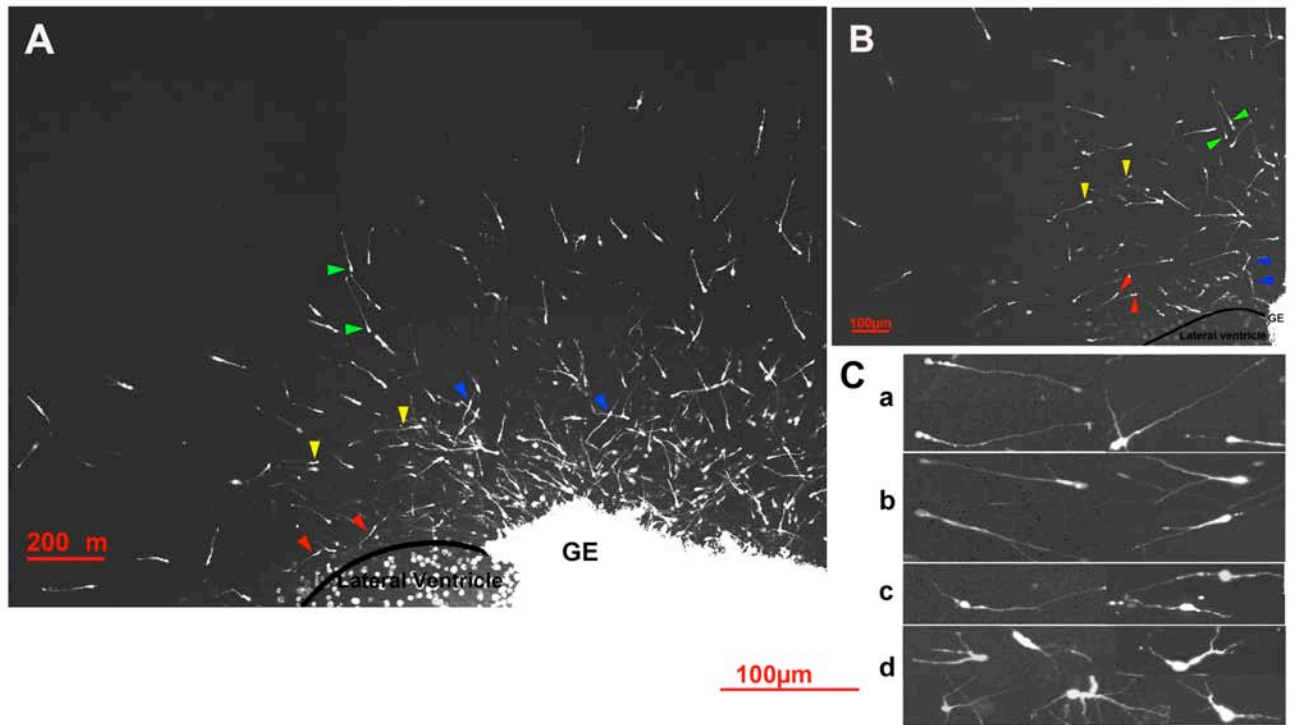 A
200 m
Lateral Ventricle
GE
100µm
B
100µm
GE
Lateral ventricle
C
a
b
c
d